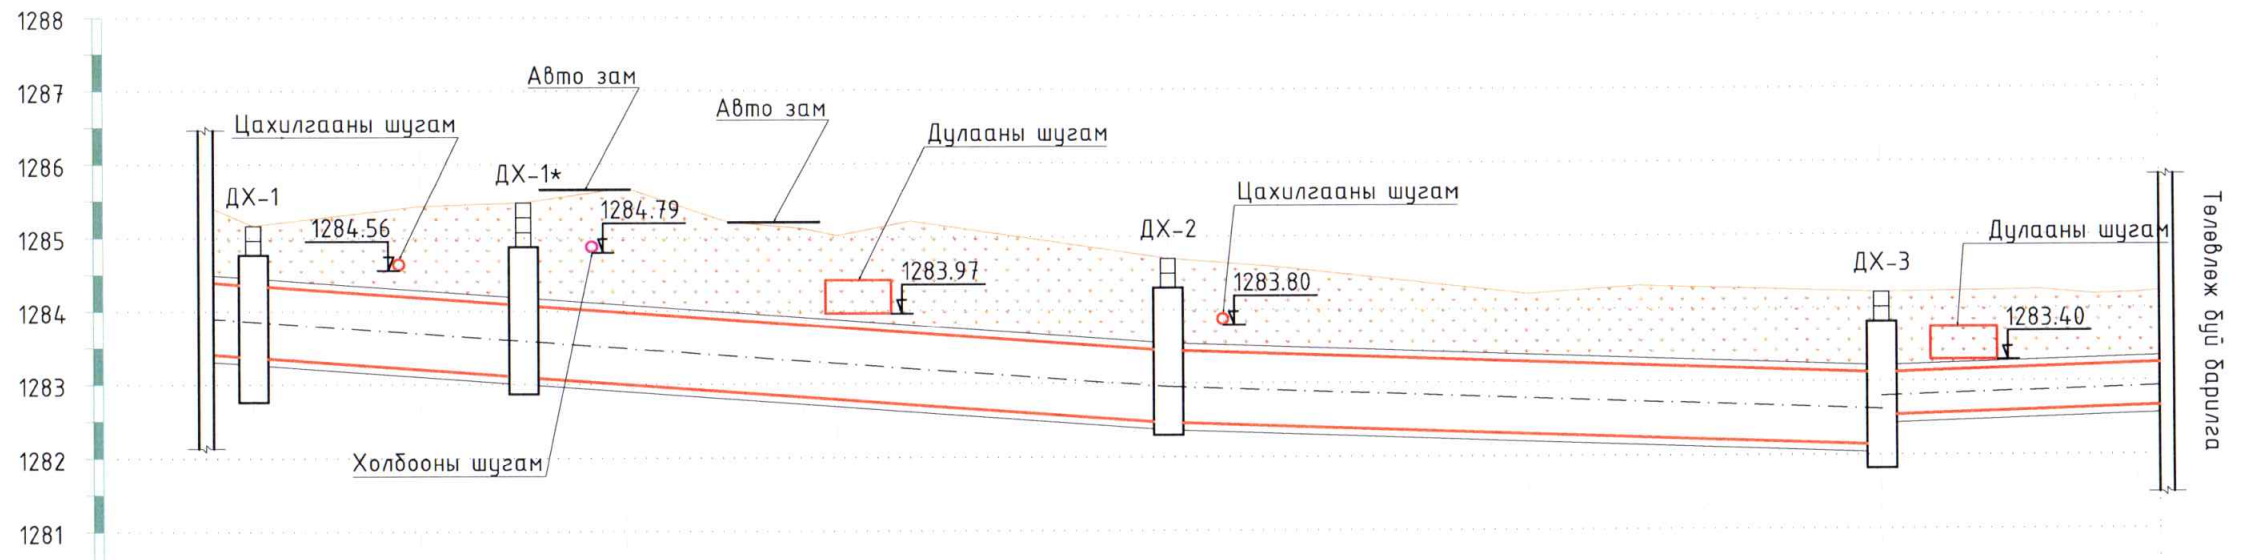 1288
1287
1286
1285
1284
1283
1282
1281
Авто зам
Авто зам
Цахилгааны шугам
Дулааны шугам
ДХ-1
ДХ-1*
1284.56
1284.79
Цахилгааны шугам
ДХ-2
Дулааны шугам
1283.97
1283.80
ДХ-3
1283.40
Холбооны шугам
Төлөвлөж буй барилга